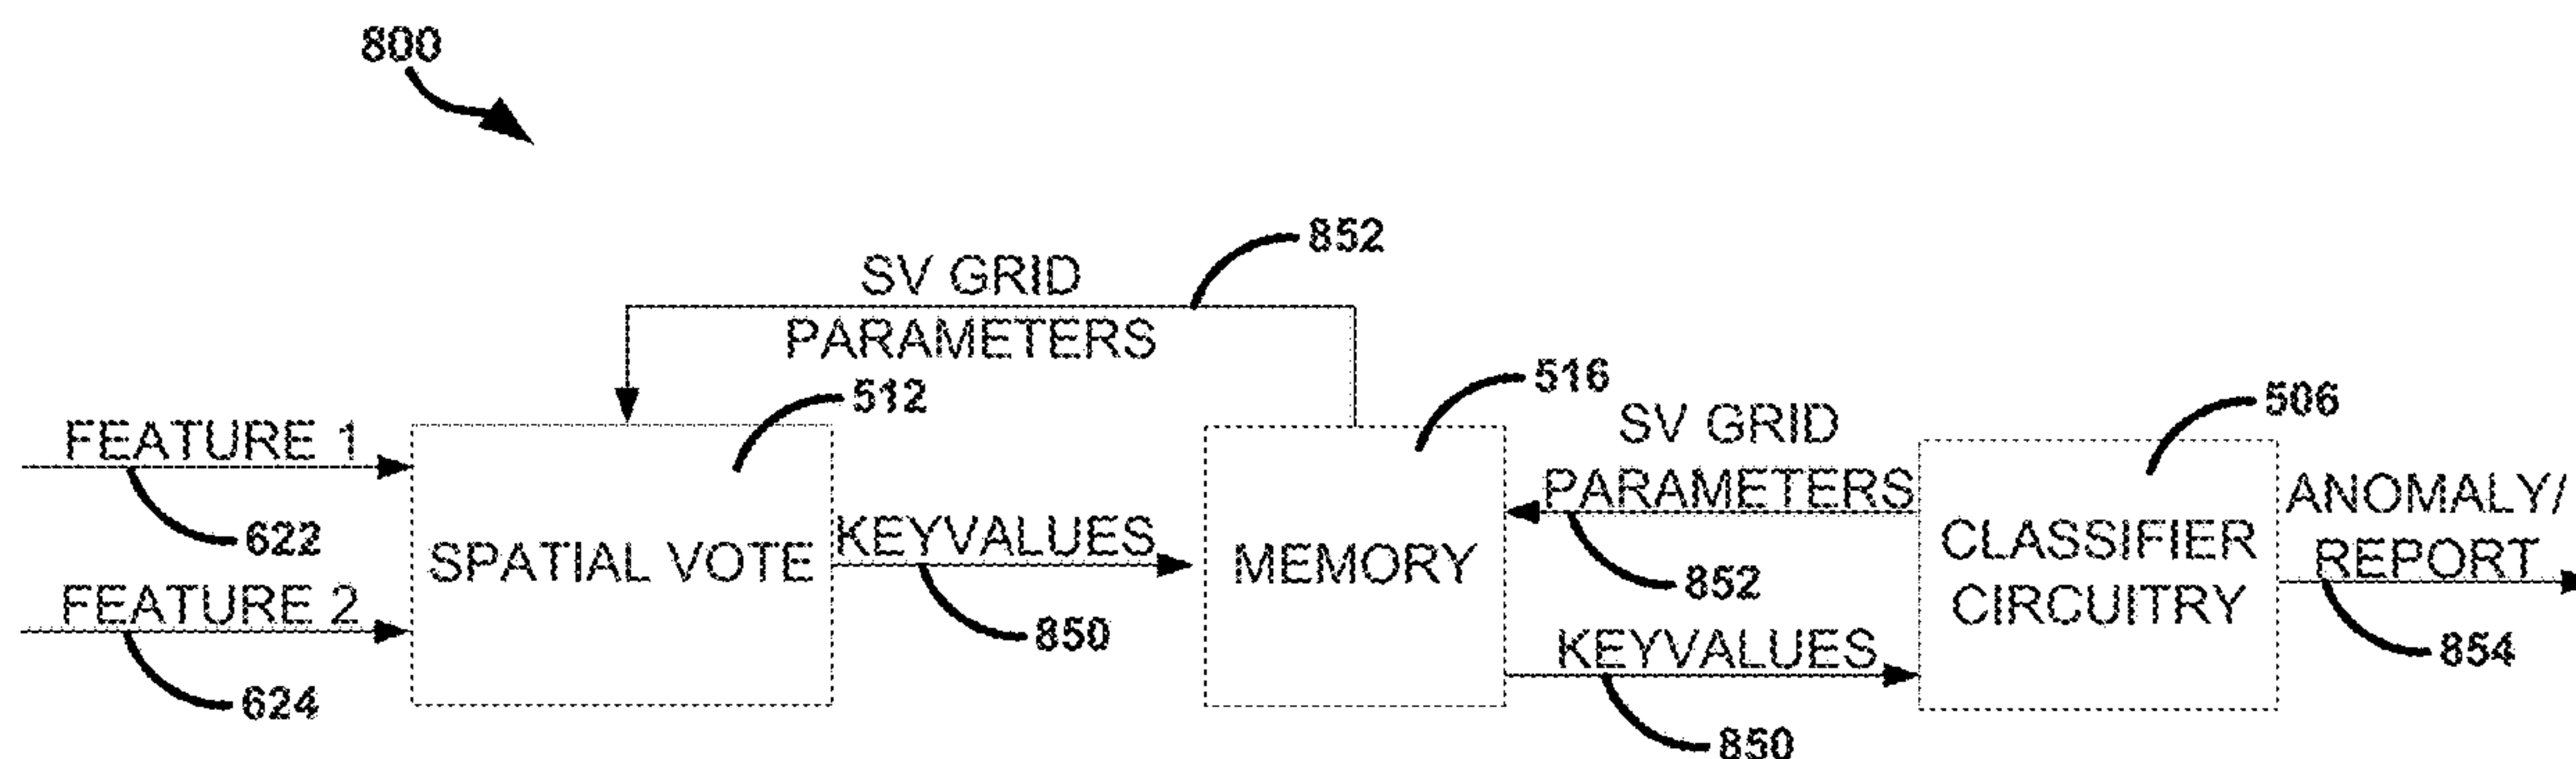 800
852
SV GRID
PARAMETERS
512
516
506
FEATURE 1
622
FEATURE 2
624
SPATIAL VOTE
KEYVALUES
850
MEMORY
SV GRID
PARAMETERS
852
KEYVALUES
850
CLASSIFIER
CIRCUITRY
ANOMALY/
REPORT
854